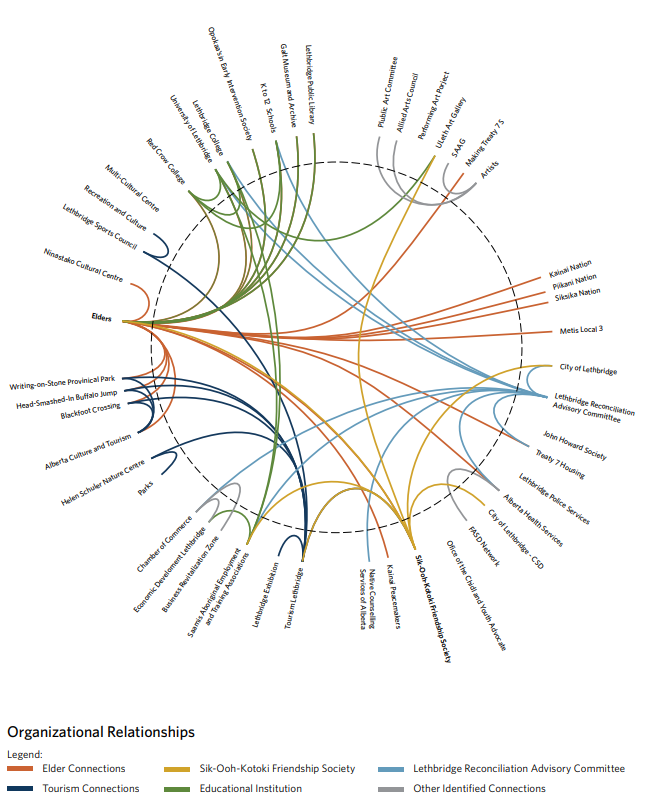 Opokaa'sin Early Intervention Society
K to 12 Schools
Galt Museum and Archive
Lethbridge Public Library
Public Art Committee
Allied Arts Council
Performing Art Porject
ULeth Art Gallery
SAAG
Making Treaty 7 S
Artists
Lethbridge College
University of Lethbridge
Red Crow College
Multi-Cultural Centre
Recreation and Culture
Lethbridge Sports Council
Ninastako Cultural Centre
Elders
Kainai Nation
Piikani Nation
Siksika Nation
Metis Local 3
City of Lethbridge
Lethbridge Reconciliation
Advisory Committtee
John Howard Society
Treaty 7 Housing
Lethbridge Police Services
Alberta Health Services
City of Lethbridge - CSD
FASD Network
Office of the Chidl and Youth Advocate
Sik-Ooh-Kotoki Friendship Society
Kainai Peacemakers
Native Counselling
Services of Alberta
Tourism Lethbridge
Lethbridge Exhibition
Saamis Aboriginal Employment
and Training Associations
Business Revitalization Zone
Economic Develoment Lethbridge
Chamber of Commerce
Parks
Helen Schuler Nature Centre
Alberta Culture and Tourism
Blackfoot Crossing
Head-Smashed-In Buffalo Jump
Writing-on-Stone Provinical Park
Organizational Relationships
Legend:
Elder Connections
Sik-Ooh-Kotoki Friendship Society
Lethbridge Reconciliation Advisory Committee
Tourism Connections
Educational Institution
Other Identified Connections